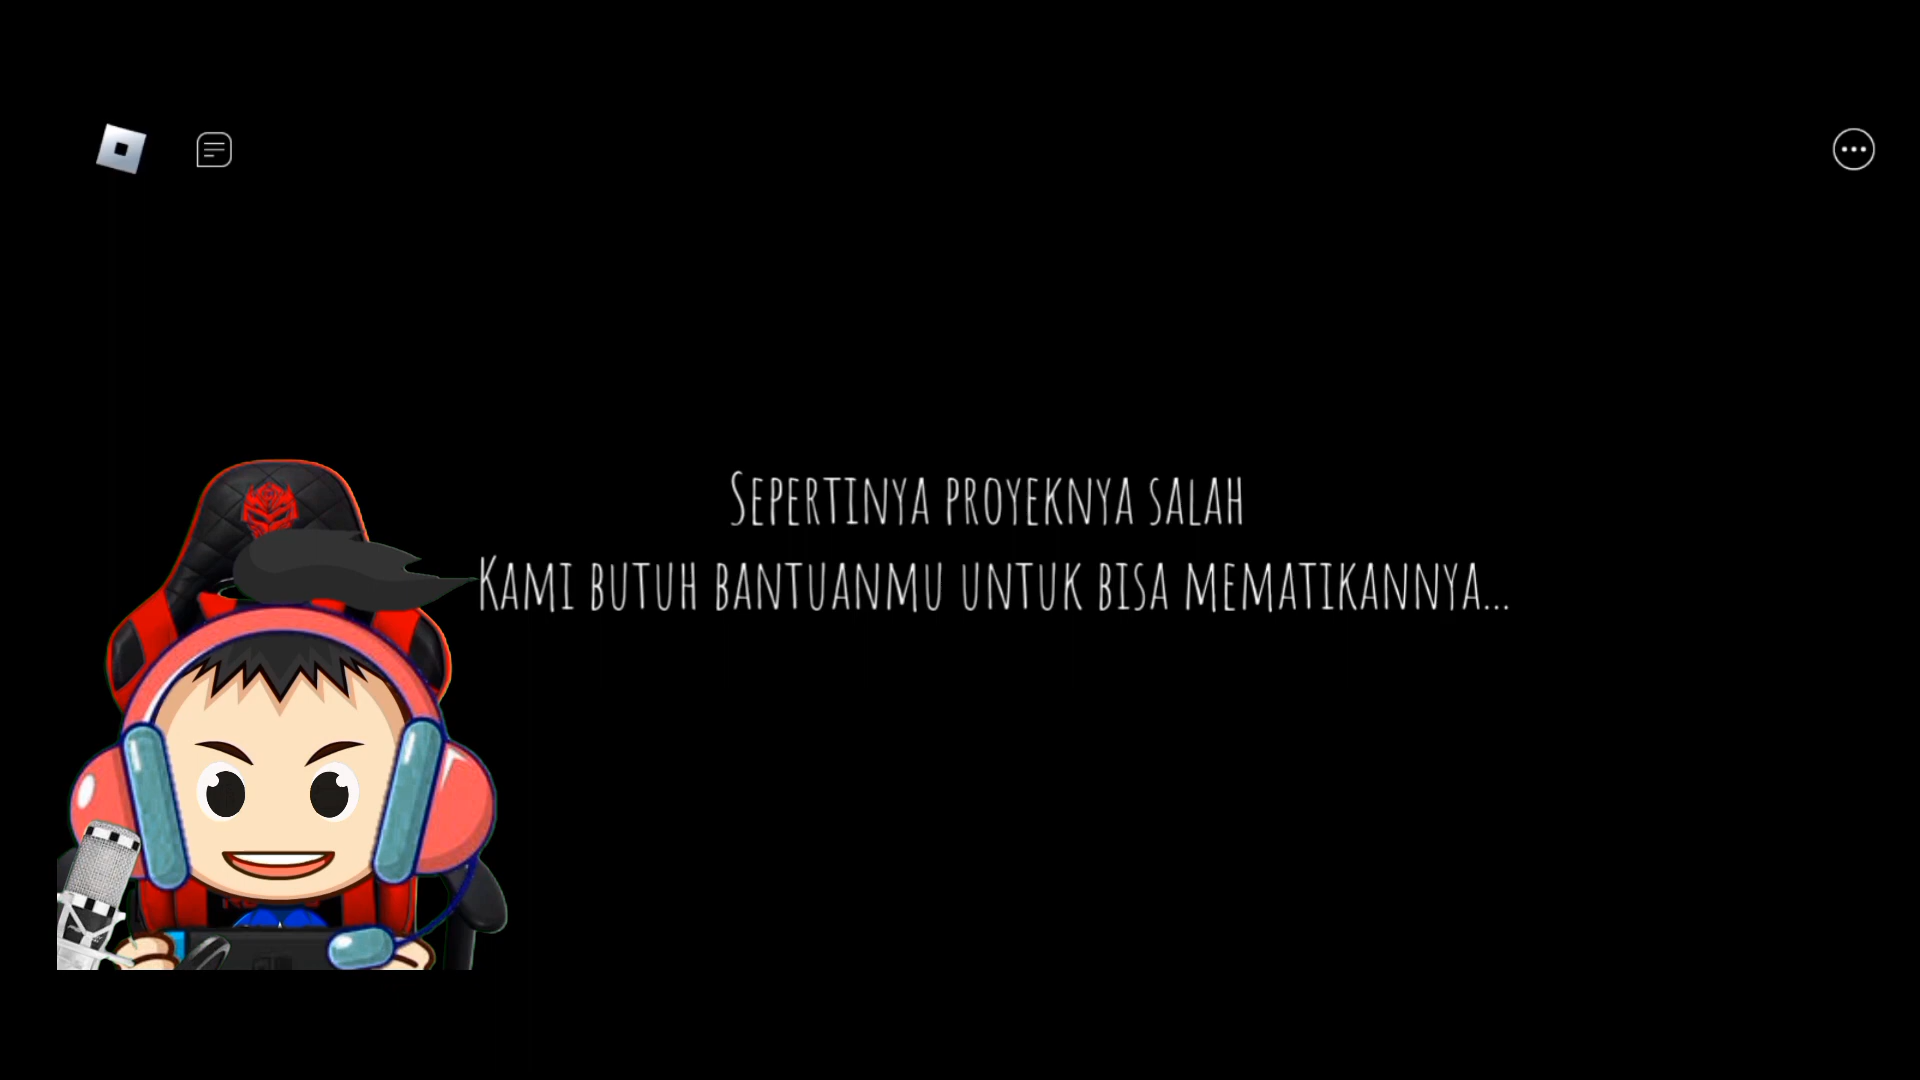 Sepertinya proyeknya salah
Kami butuh bantuanmu untuk bisa mematikannya...